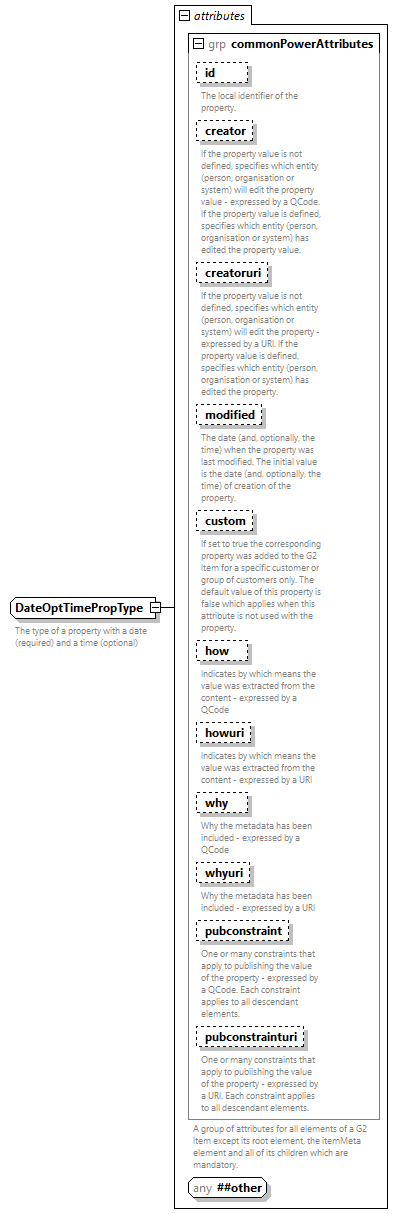 attributes
grp commonPowerAttributes
id
The local identifier of the
property.
creator
If the property value is not
defined, specifies which entity
(person, organisation or
system) will edit the property
value - expressed by a QCode.
If the property value is defined,
specifies which entity (person,
organisation or system) has
edited the property value.
creatoruri
If the property value is not
defined, specifies which entity
(person, organisation or
system) will edit the property -
expressed by a URI. If the
property value is defined,
specifies which entity (person,
organisation or system) has
edited the property.
modified
The date (and, optionally, the
time) when the property was
last modified. The initial value
is the date (and, optionally, the
time) of creation of the
property.
custom
If set to true the corresponding
property was added to the G2
Item for a specific customer or
group of customers only. The
default value of this property is
false which applies when this
attribute is not used with the
property.
DateOptTimePropType
The type of a property with a date
(required) and a time (optional)
how
Indicates by which means the
value was extracted from the
content - expressed by a
QCode
howuri
Indicates by which means the
value was extracted from the
content - expressed by a URI
why
Why the metadata has been
included - expressed by a
QCode
whyuri
Why the metadata has been
included - expressed by a URI
pubconstraint
One or many constraints that
apply to publishing the value
of the property - expressed by
a QCode. Each constraint
applies to all descendant
elements.
pubconstrainturi
One or many constraints that
apply to publishing the value
of the property - expressed by
a URI. Each constraint applies
to all descendant elements.
A group of attributes for all elements of a G2
Item except its root element, the itemMeta
element and all of its children which are
mandatory.
any ##other